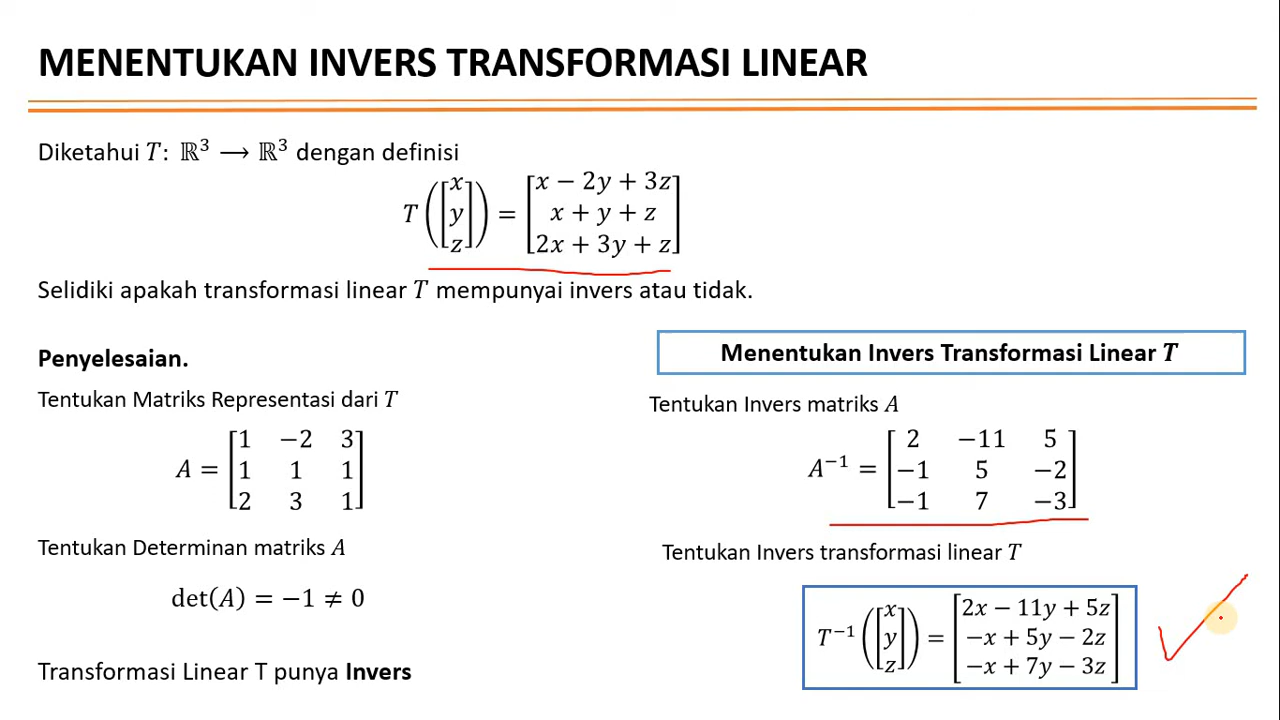 MENENTUKAN INVERS TRANSFORMASI LINEAR
Diketahui T: ℝ³ ⟶ ℝ³ dengan definisi
T([x y z]) = [x − 2y + 3z
x + y + z
2x + 3y + z]
Selidiki apakah transformasi linear T mempunyai invers atau tidak.
Penyelesaian.
Tentukan Matriks Representasi dari T
A = [1 −2 3
1 1 1
2 3 1]
Tentukan Determinan matriks A
det(A) = −1 ≠ 0
Transformasi Linear T punya Invers
Menentukan Invers Transformasi Linear T
Tentukan Invers matriks A
A⁻¹ = [2 −11 5
−1 5 −2
−1 7 −3]
Tentukan Invers transformasi linear T
T⁻¹([x y z]) = [2x − 11y + 5z
−x + 5y − 2z
−x + 7y − 3z]